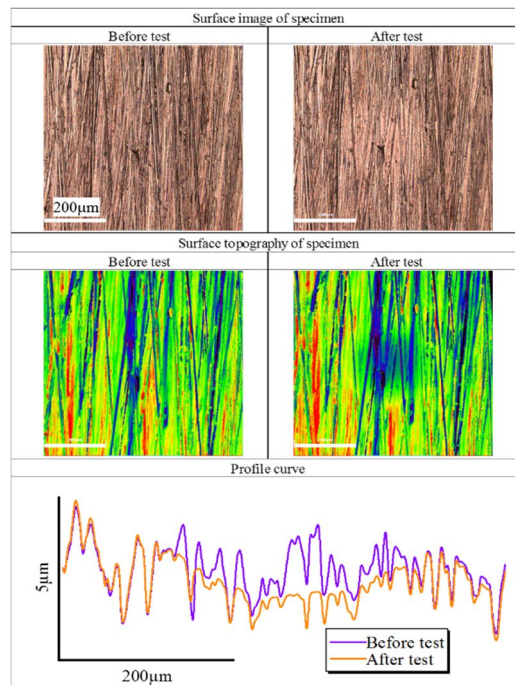 Surface image of specimen
Before test
After test
200μm
Surface topography of specimen
Before test
After test
Profile curve
5μm
Before test
After test
200μm